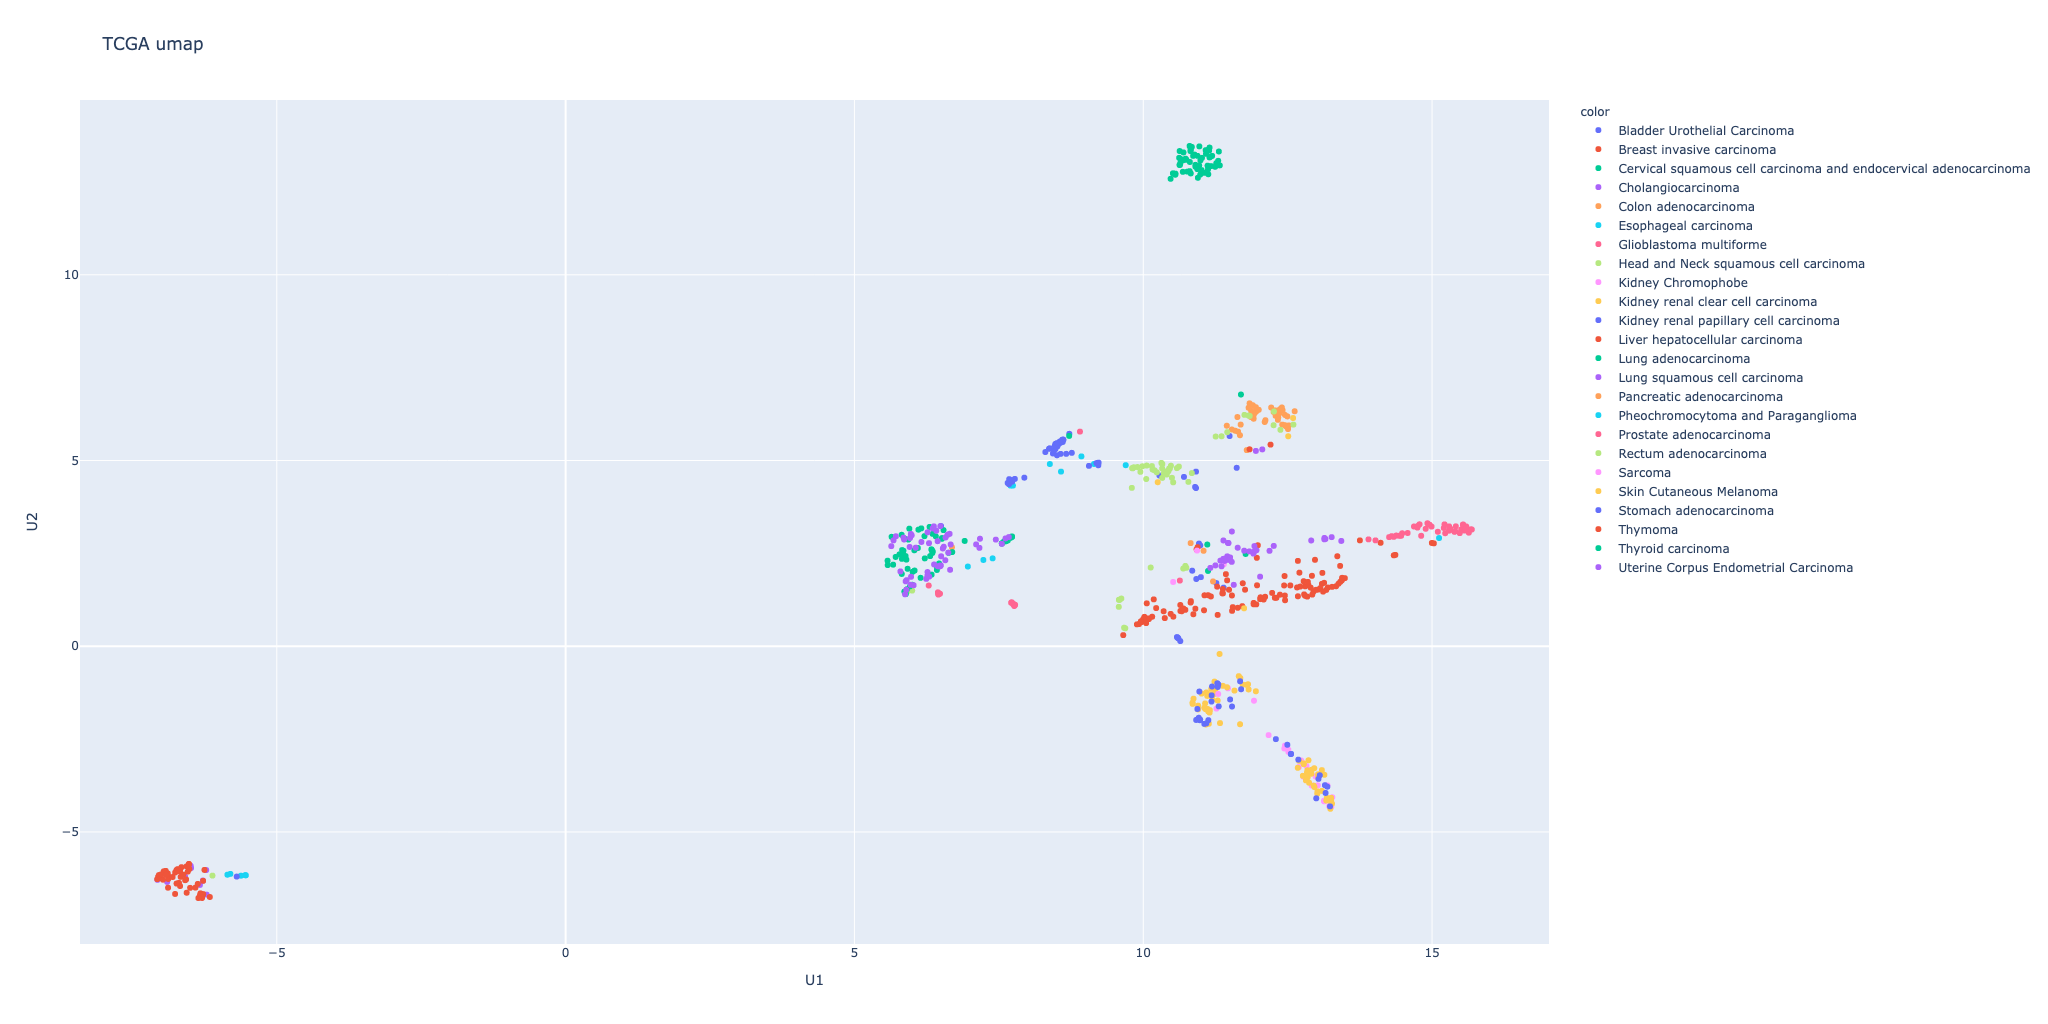 TCGA umap
color
Bladder Urothelial Carcinoma
Breast invasive carcinoma
Cervical squamous cell carcinoma and endocervical adenocarcinoma
Cholangiocarcinoma
Colon adenocarcinoma
Esophageal carcinoma
Glioblastoma multiforme
Head and Neck squamous cell carcinoma
Kidney Chromophobe
Kidney renal clear cell carcinoma
Kidney renal papillary cell carcinoma
Liver hepatocellular carcinoma
Lung adenocarcinoma
Lung squamous cell carcinoma
Pancreatic adenocarcinoma
Pheochromocytoma and Paraganglioma
Prostate adenocarcinoma
Rectum adenocarcinoma
Sarcoma
Skin Cutaneous Melanoma
Stomach adenocarcinoma
Thymoma
Thyroid carcinoma
Uterine Corpus Endometrial Carcinoma
10
5
0
−5
U2
−5 0 5 10 15
U1